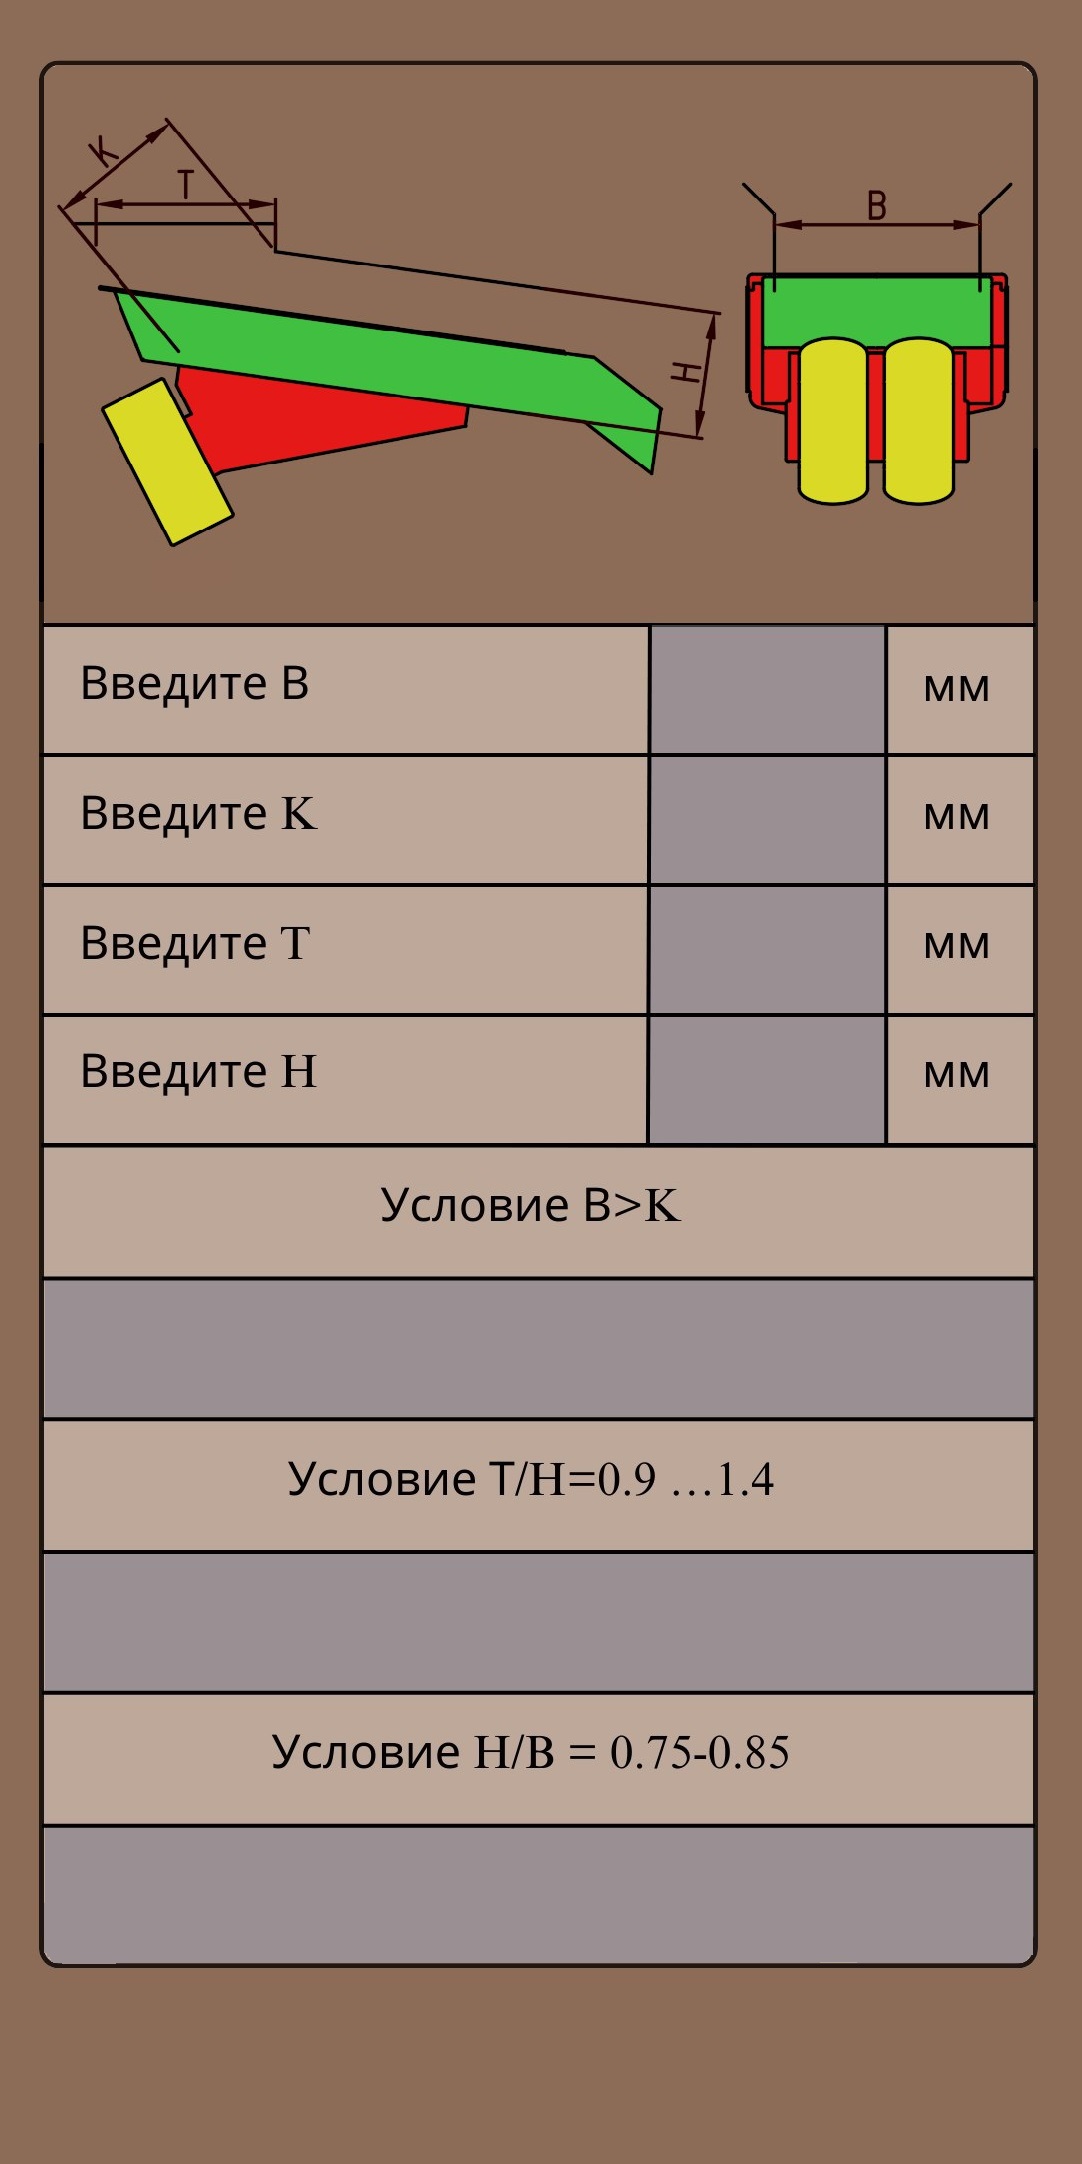 K
T
B
H
Введите B
мм
Введите K
мм
Введите T
мм
Введите H
мм
Условие B>K
Условие T/H=0.9 …1.4
Условие H/B = 0.75-0.85